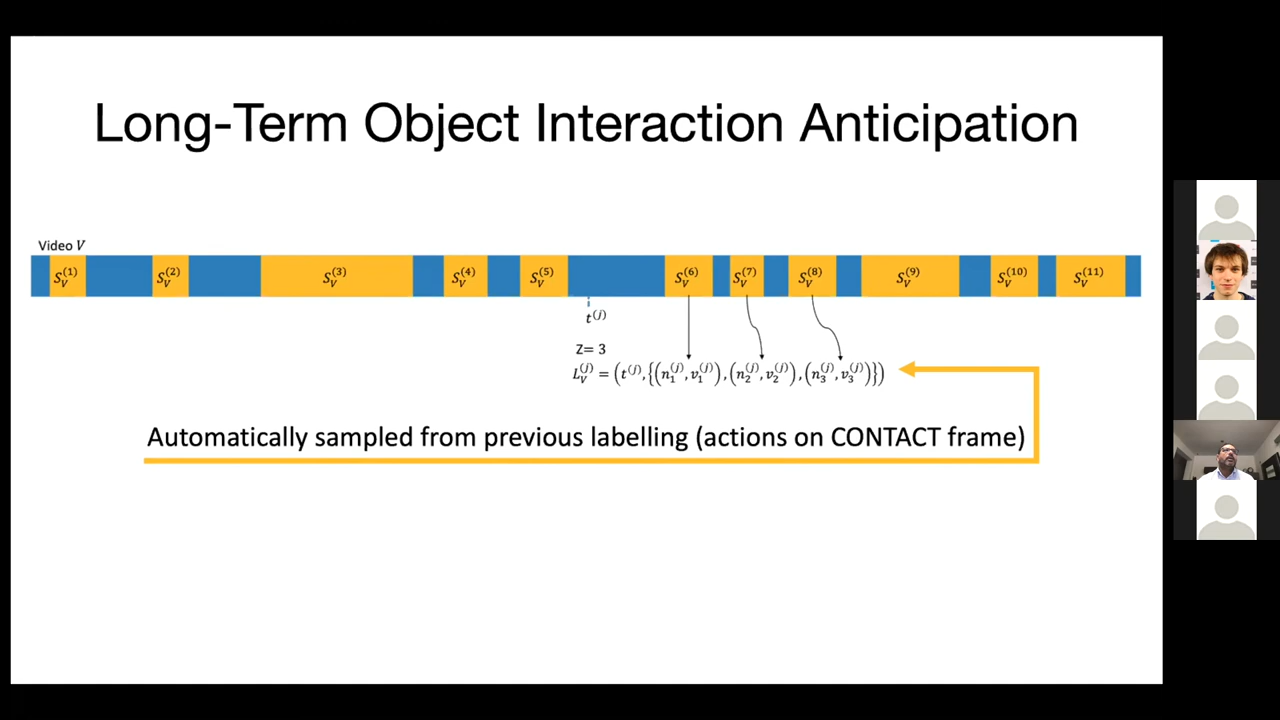 Long-Term Object Interaction Anticipation
Video V
S_V^(1) S_V^(2) S_V^(3) S_V^(4) S_V^(5) S_V^(6) S_V^(7) S_V^(8) S_V^(9) S_V^(10) S_V^(11)
t^(j)
Z= 3
L_V^(j) = (t^(j),{(n_1^(j),v_1^(j)),(n_2^(j),v_2^(j)),(n_3^(j),v_3^(j))})
Automatically sampled from previous labelling (actions on CONTACT frame)